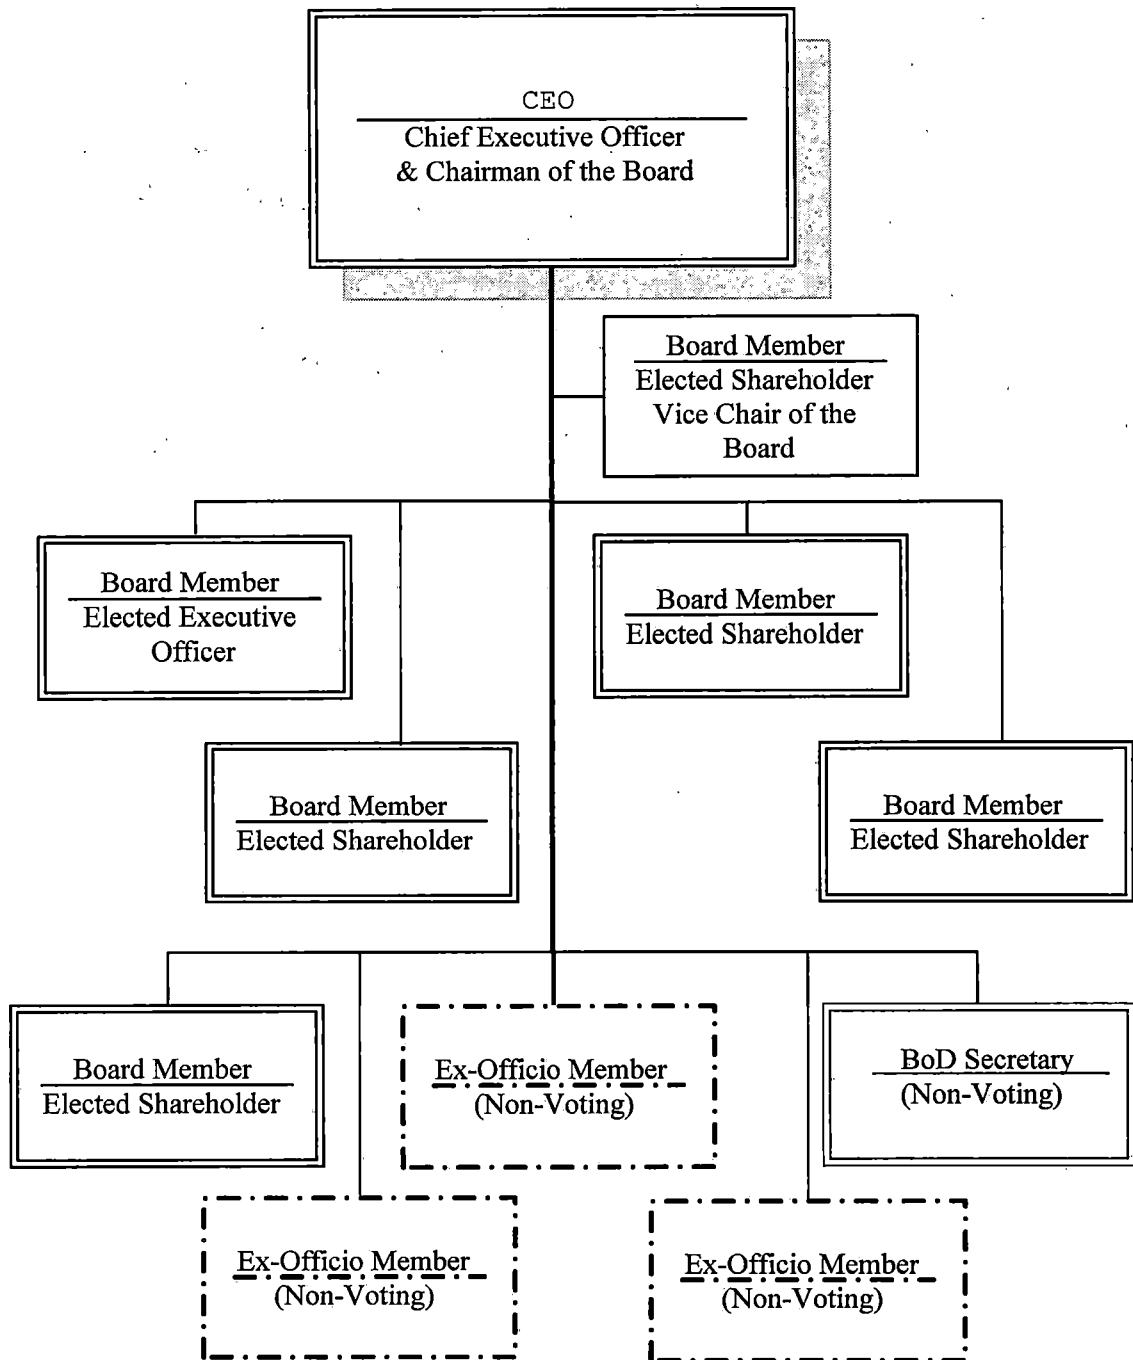 CEO
Chief Executive Officer
& Chairman of the Board
Board Member
Elected Shareholder
Vice Chair of the
Board
Board Member
Elected Executive
Officer
Board Member
Elected Shareholder
Board Member
Elected Shareholder
Board Member
Elected Shareholder
Board Member
Elected Shareholder
Ex-Officio Member
(Non-Voting)
BoD Secretary
(Non-Voting)
Ex-Officio Member
(Non-Voting)
Ex-Officio Member
(Non-Voting)